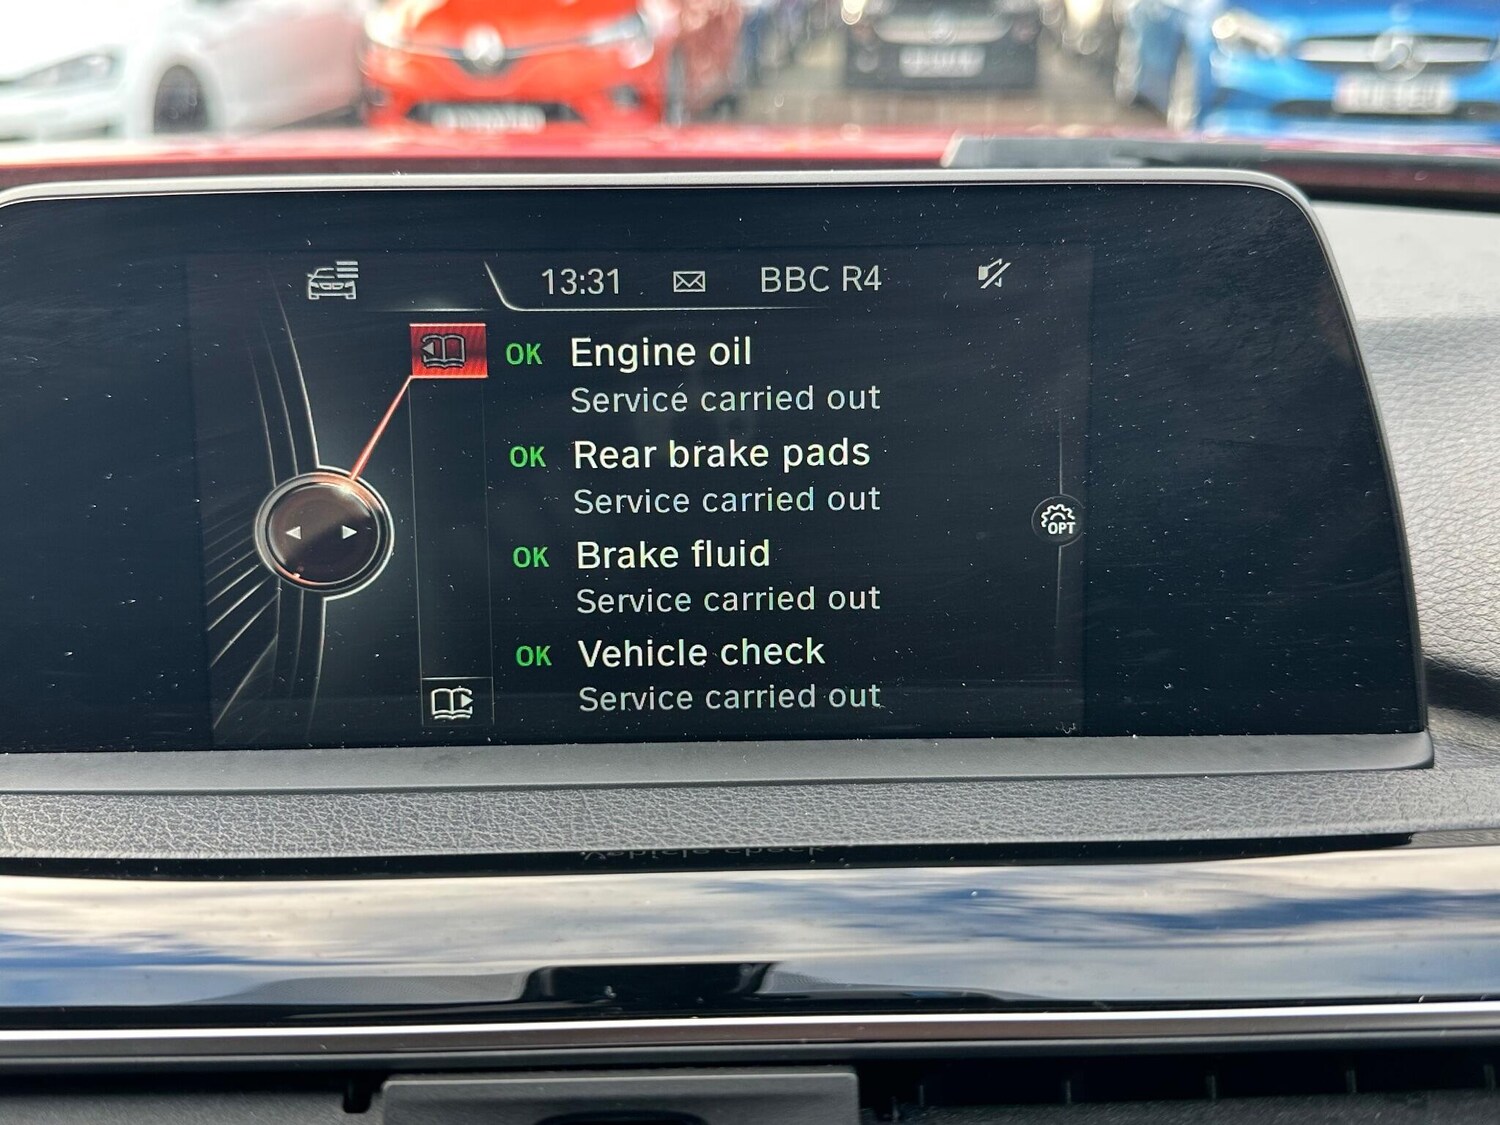 13:31 BBC R4
OK Engine oil
Service carried out
OK Rear brake pads
Service carried out
OK Brake fluid
Service carried out
OPT
OK Vehicle check
Service carried out